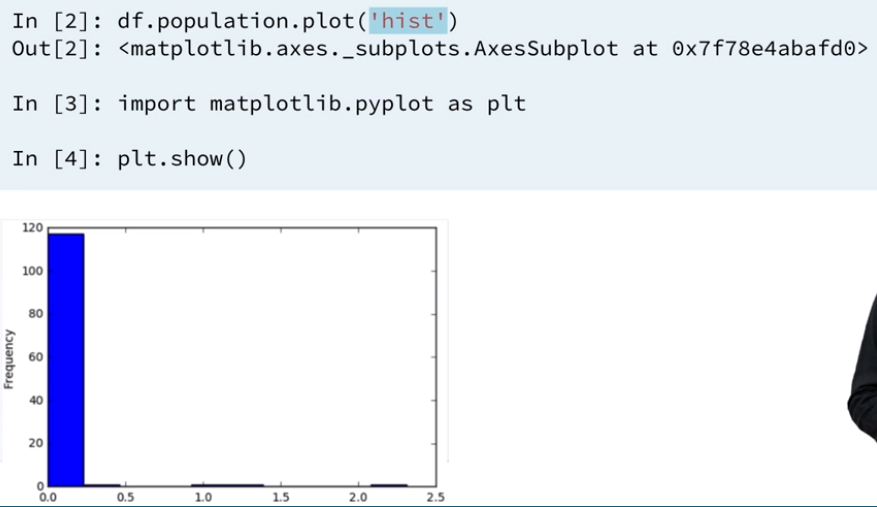 In [2]: df.population.plot('hist')
Out[2]: <matplotlib.axes._subplots.AxesSubplot at 0x7f78e4abafd0>
In [3]: import matplotlib.pyplot as plt
In [4]: plt.show()
120
100
80
60
40
20
0
Frequency
0.0 0.5 1.0 1.5 2.0 2.5